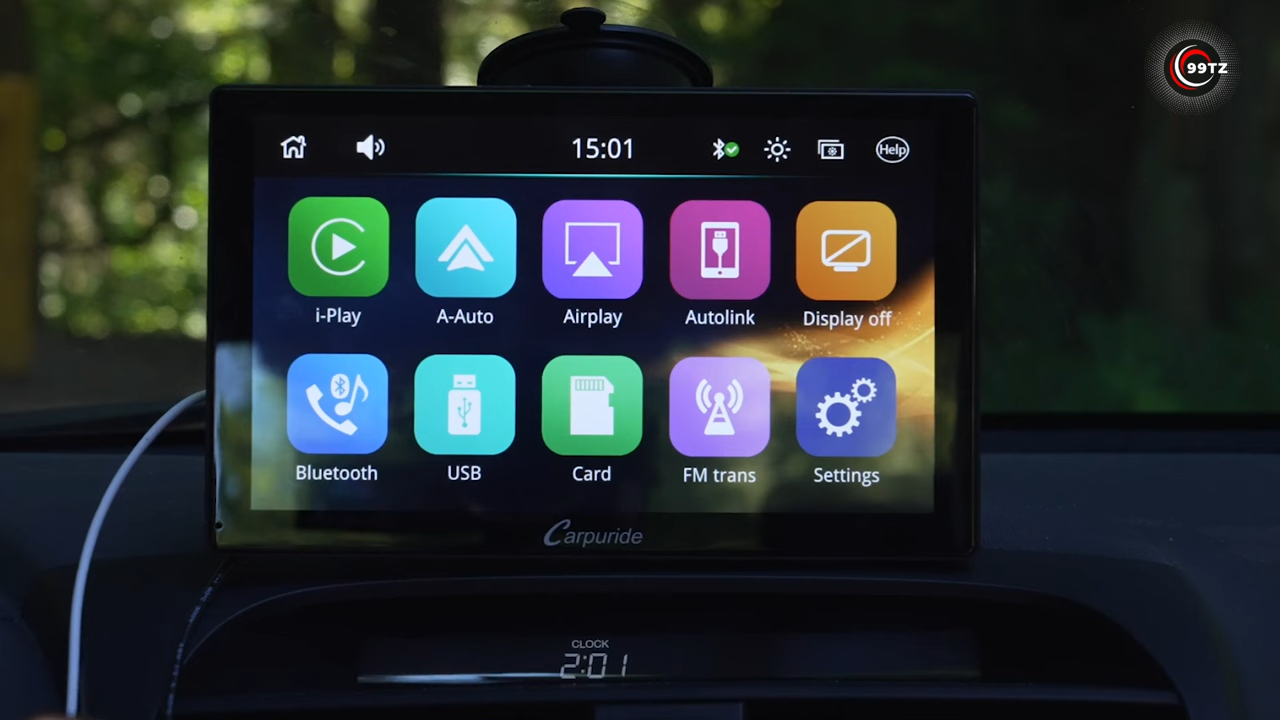 99TZ
15:01
Help
i-Play
A-Auto
Airplay
Autolink
Display off
Bluetooth
USB
Card
FM trans
Settings
Carpuride
CLOCK
2:01